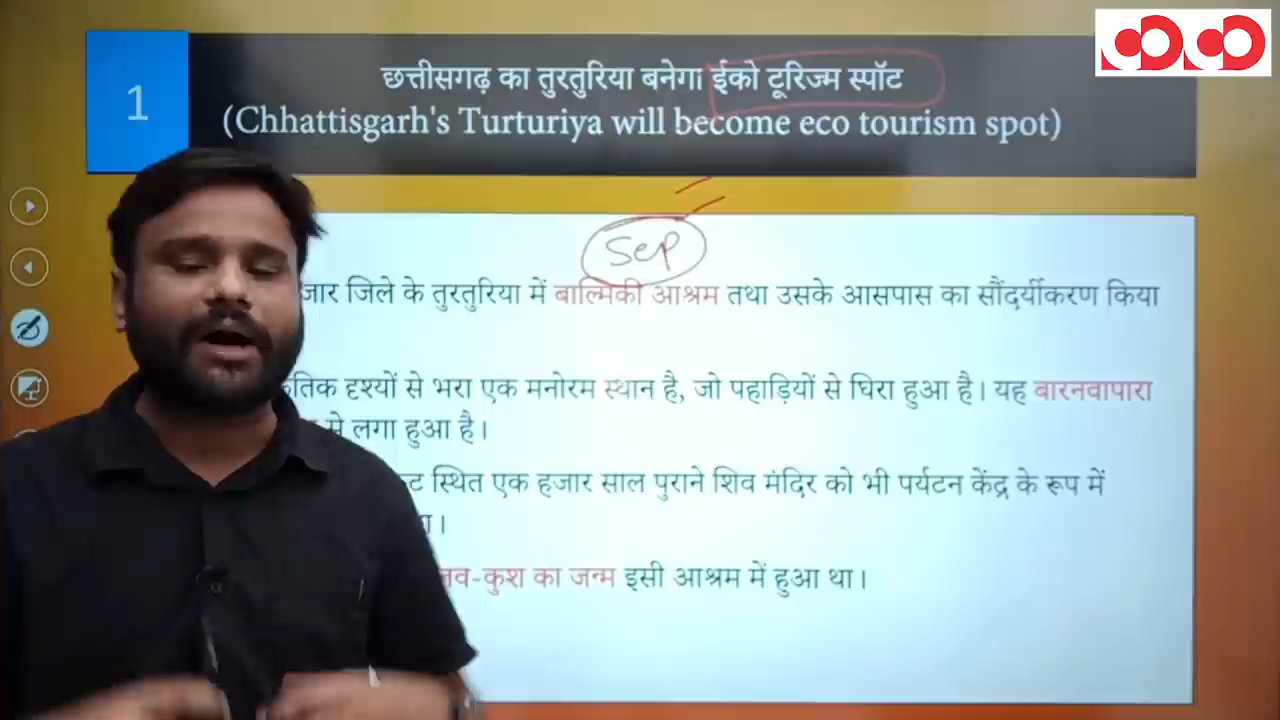 1
छत्तीसगढ़ का तुरतुरिया बनेगा ईको टूरिज्म स्पॉट
(Chhattisgarh's Turturiya will become eco tourism spot)
Sep
जिले के तुरतुरिया में बाल्मिकी आश्रम तथा उसके आसपास का सौंदर्यीकरण किया
दृश्यों से भरा एक मनोरम स्थान है, जो पहाड़ियों से घिरा हुआ है। यह बारनवापारा
से लगा हुआ है।
स्थित एक हजार साल पुराने शिव मंदिर को भी पर्यटन केंद्र के रूप में
लव-कुश का जन्म इसी आश्रम में हुआ था।